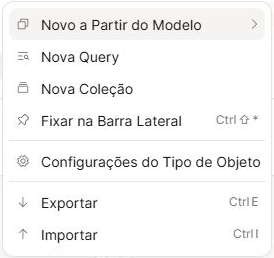 Novo a Partir do Modelo
Nova Query
Nova Coleção
Fixar na Barra Lateral Ctrl⇧*
Configurações do Tipo de Objeto
Exportar Ctrl E
Importar Ctrl I